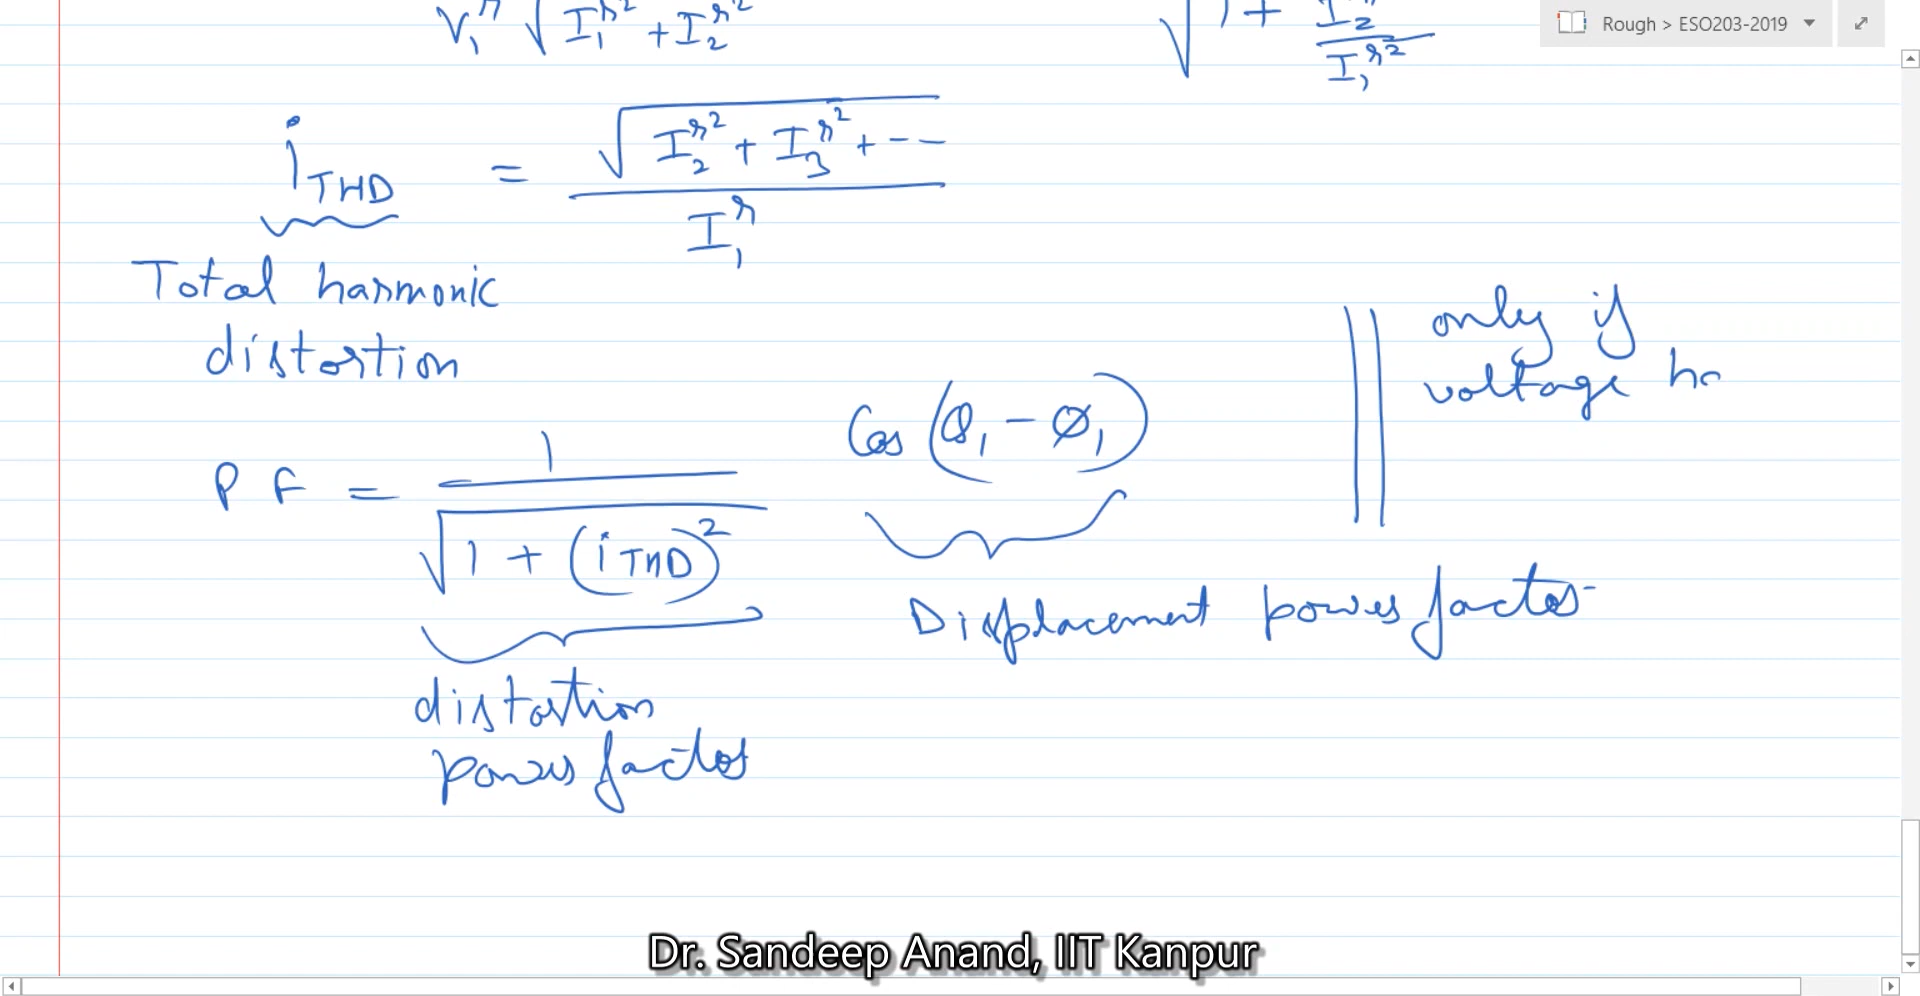 V₁ʳ √I₁ʳ² + I₂ʳ²
√1 + I₂ʳ² / I₁ʳ²
Rough > ESO203-2019
i_THD = √(I₂ʳ² + I₃ʳ² + --) / I₁ʳ
Total harmonic
distortion
only if
voltage ha
PF = 1 / √(1 + (i_THD)²) Cos(θ₁ - Ø₁)
Displacement power factor
distortion
power factor
Dr. Sandeep Anand, IIT Kanpur